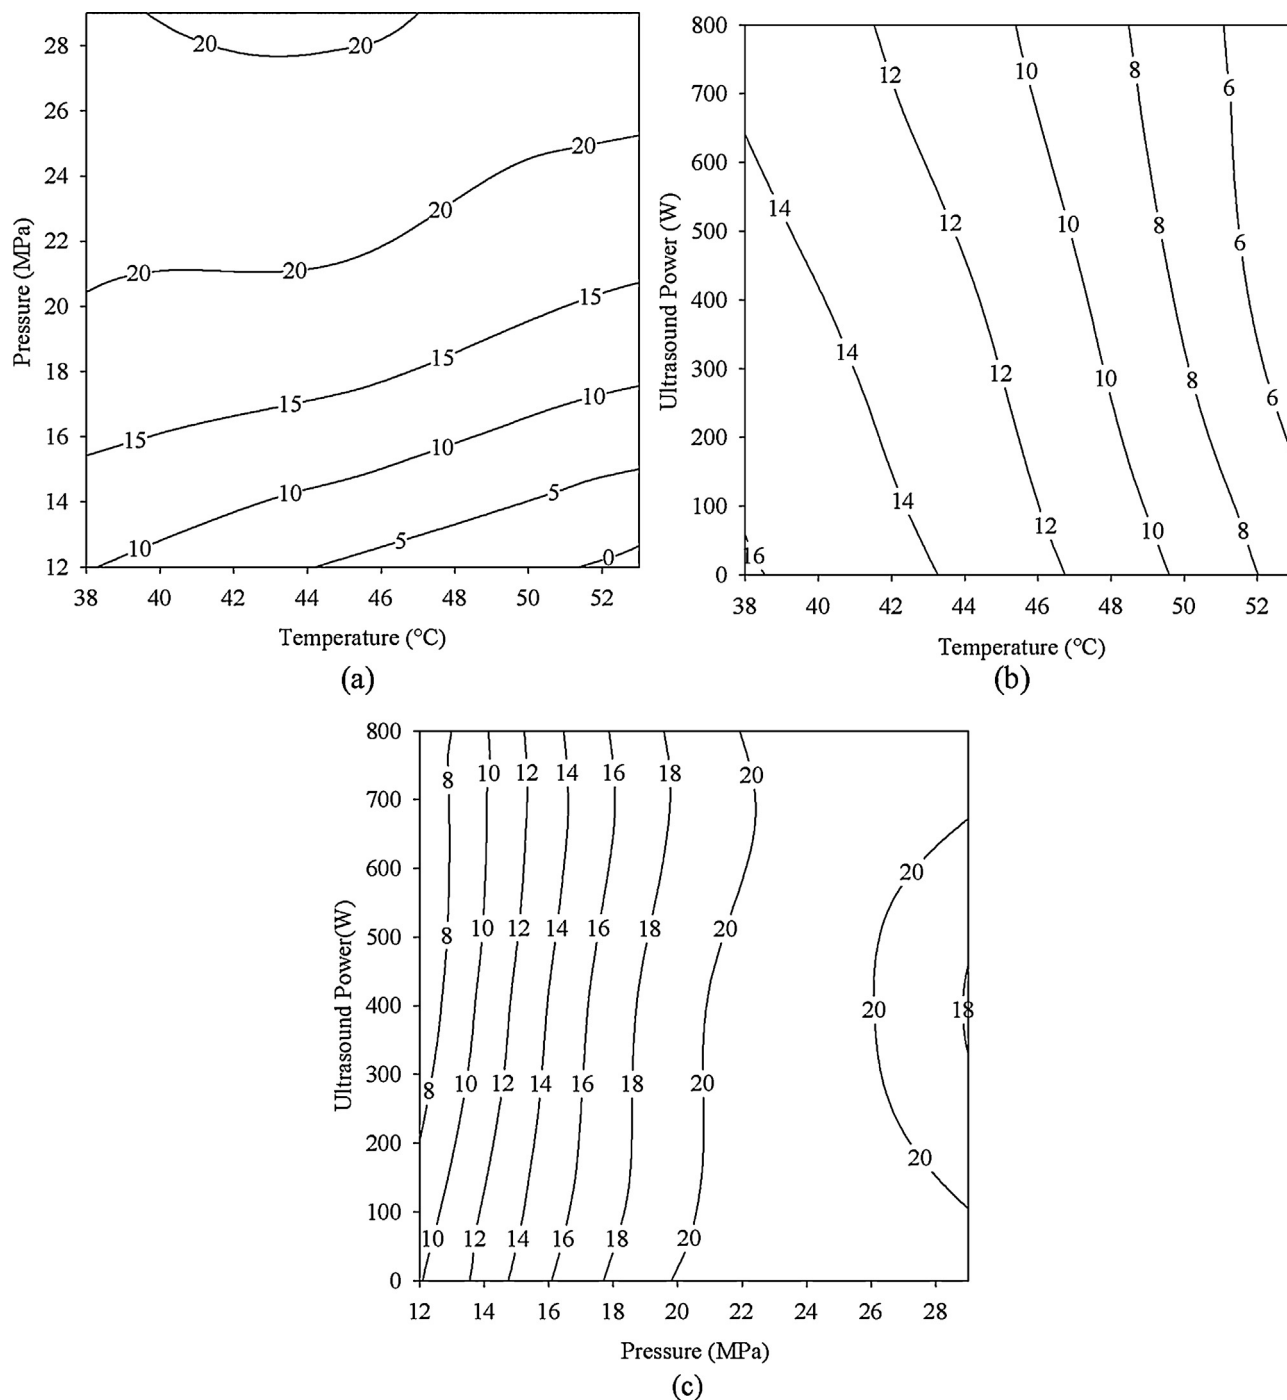 28
26
24
22
20
18
16
14
12
Pressure (MPa)
20 20
20
20
20 20
15
15
15
15
10
10
10
10
5
5
0
38 40 42 44 46 48 50 52
Temperature (°C)
(a)
800
700
600
500
400
300
200
100
0
Ultrasound Power (W)
12 10 8 6
14 12 10 8 6
14 12 10 8 6
14 12 10 8
16
38 40 42 44 46 48 50 52
Temperature (°C)
(b)
800
700
600
500
400
300
200
100
0
Ultrasound Power(W)
8 10 12 14 16 18 20
20
8 10 12 14 16 18 20
20 18
8 10 12 14 16 18 20
20
10 12 14 16 18 20
12 14 16 18 20 22 24 26 28
Pressure (MPa)
(c)